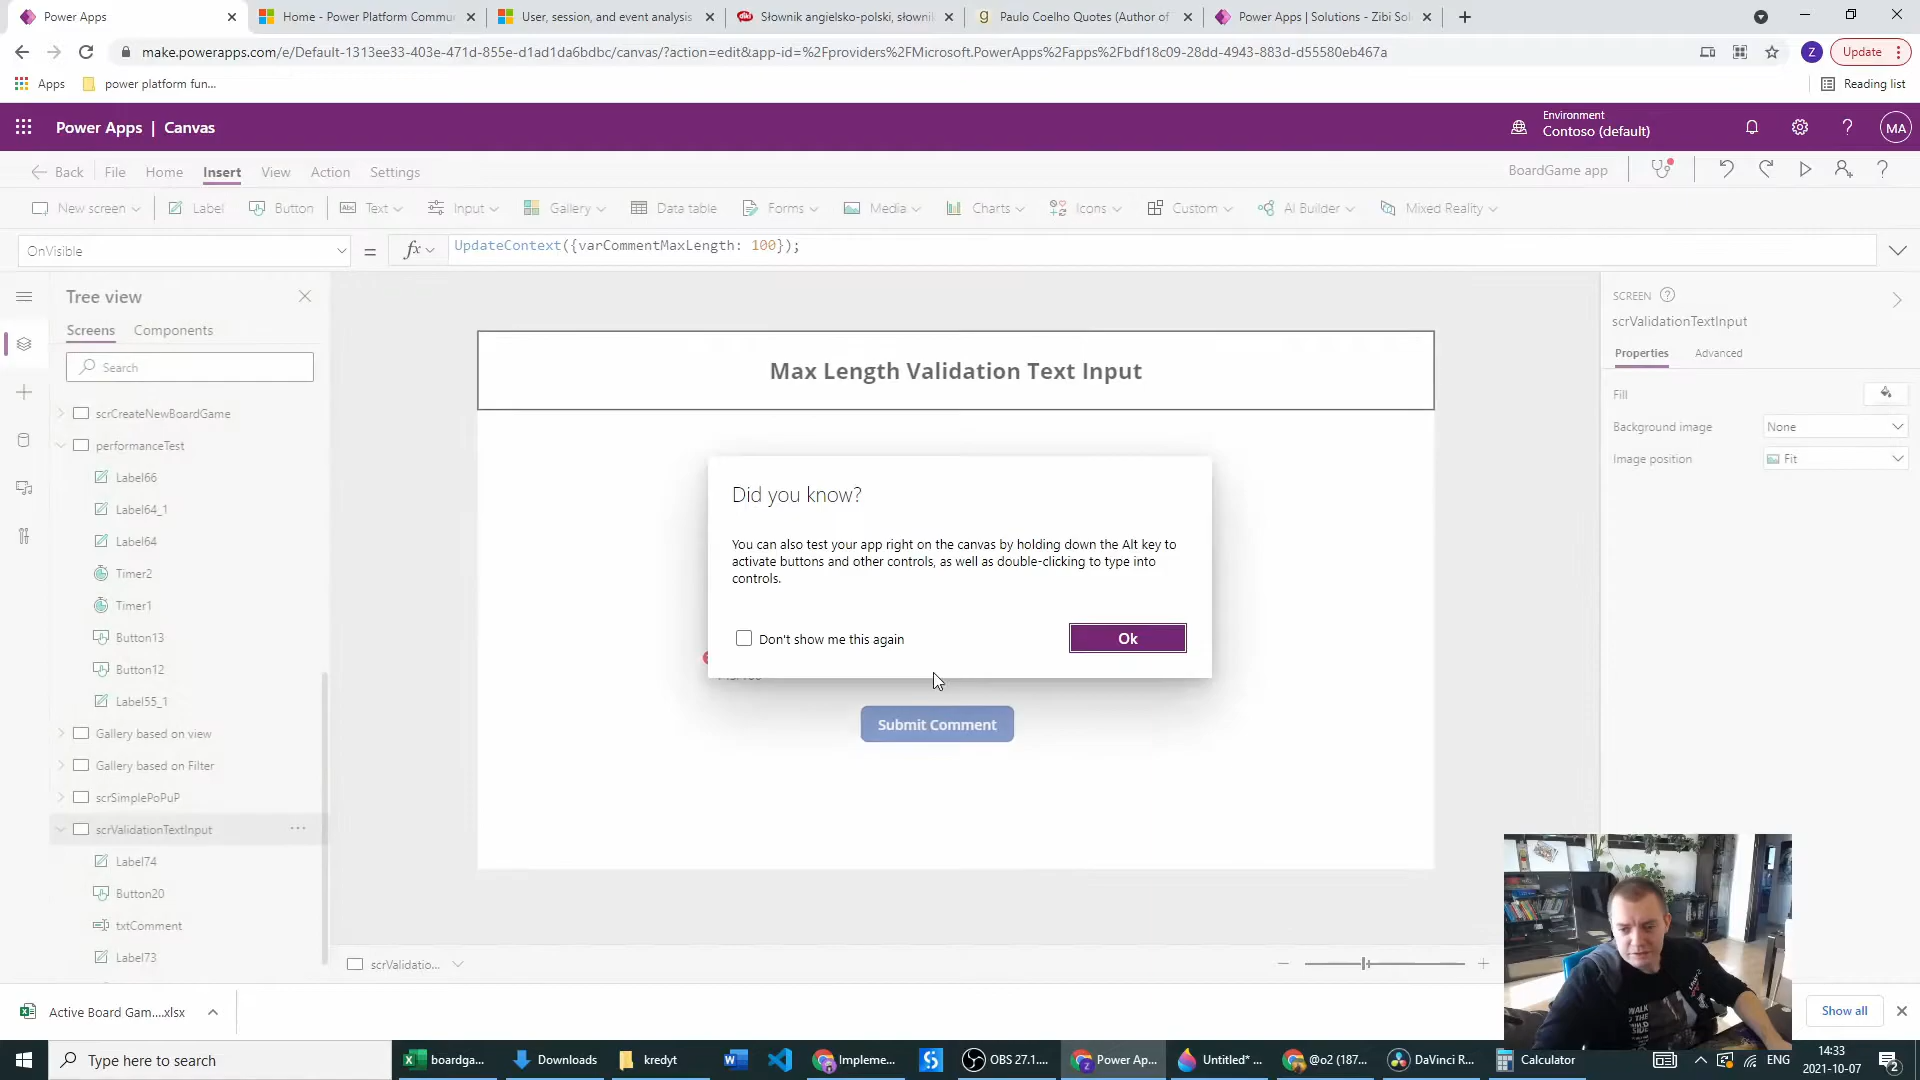 Power Apps
Home - Power Platform Commu
User, session, and event analysis
Słownik angielsko-polski, słownik
Paulo Coelho Quotes (Author of
Power Apps | Solutions - Zibi Sol
make.powerapps.com/e/Default-1313ee33-403e-471d-855e-d1ad1da6bdbc/canvas/?action=edit&app-id=%2Fproviders%2FMicrosoft.PowerApps%2Fapps%2Fbdf18c09-28dd-4943-883d-d55580eb467a
Z
Update
Apps
power platform fun...
Reading list
Power Apps | Canvas
Environment
Contoso (default)
MA
Back
File
Home
Insert
View
Action
Settings
BoardGame app
New screen
Label
Button
Text
Input
Gallery
Data table
Forms
Media
Charts
Icons
Custom
AI Builder
Mixed Reality
OnVisible
=
fx
UpdateContext({varCommentMaxLength: 100});
Tree view
Screens
Components
Search
scrCreateNewBoardGame
performanceTest
Label66
Label64_1
Label64
Timer2
Timer1
Button13
Button12
Label55_1
Gallery based on view
Gallery based on Filter
scrSimplePoPuP
scrValidationTextInput
Label74
Button20
txtComment
Label73
Max Length Validation Text Input
Did you know?
You can also test your app right on the canvas by holding down the Alt key to
activate buttons and other controls, as well as double-clicking to type into
controls.
Don't show me this again
Ok
Submit Comment
SCREEN
scrValidationTextInput
Properties
Advanced
Fill
Background image
None
Image position
Fit
scrValidatio...
Active Board Gam....xlsx
Show all
Type here to search
boardga...
Downloads
kredyt
Impleme...
OBS 27.1....
Power Ap...
Untitled* ...
@o2 (187...
DaVinci R...
Calculator
ENG
14:33
2021-10-07
2